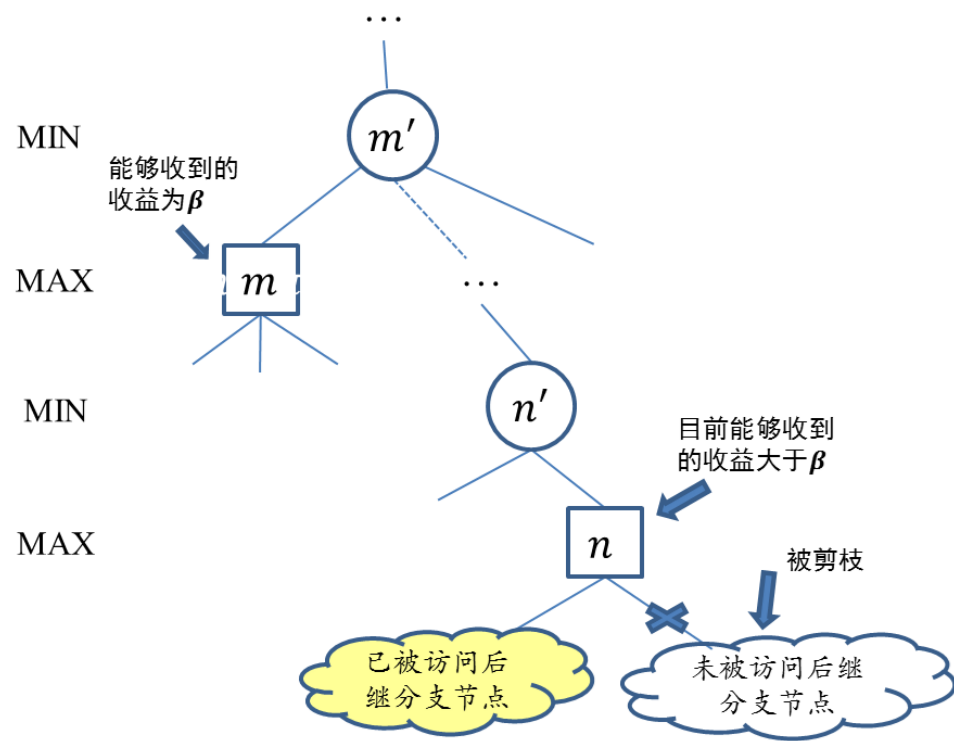 …
MIN
m′
能够收到的
收益为β
MAX
m
…
MIN
n′
目前能够收到
的收益大于β
MAX
n
被剪枝
已被访问后
继分支节点
未被访问后继
分支节点